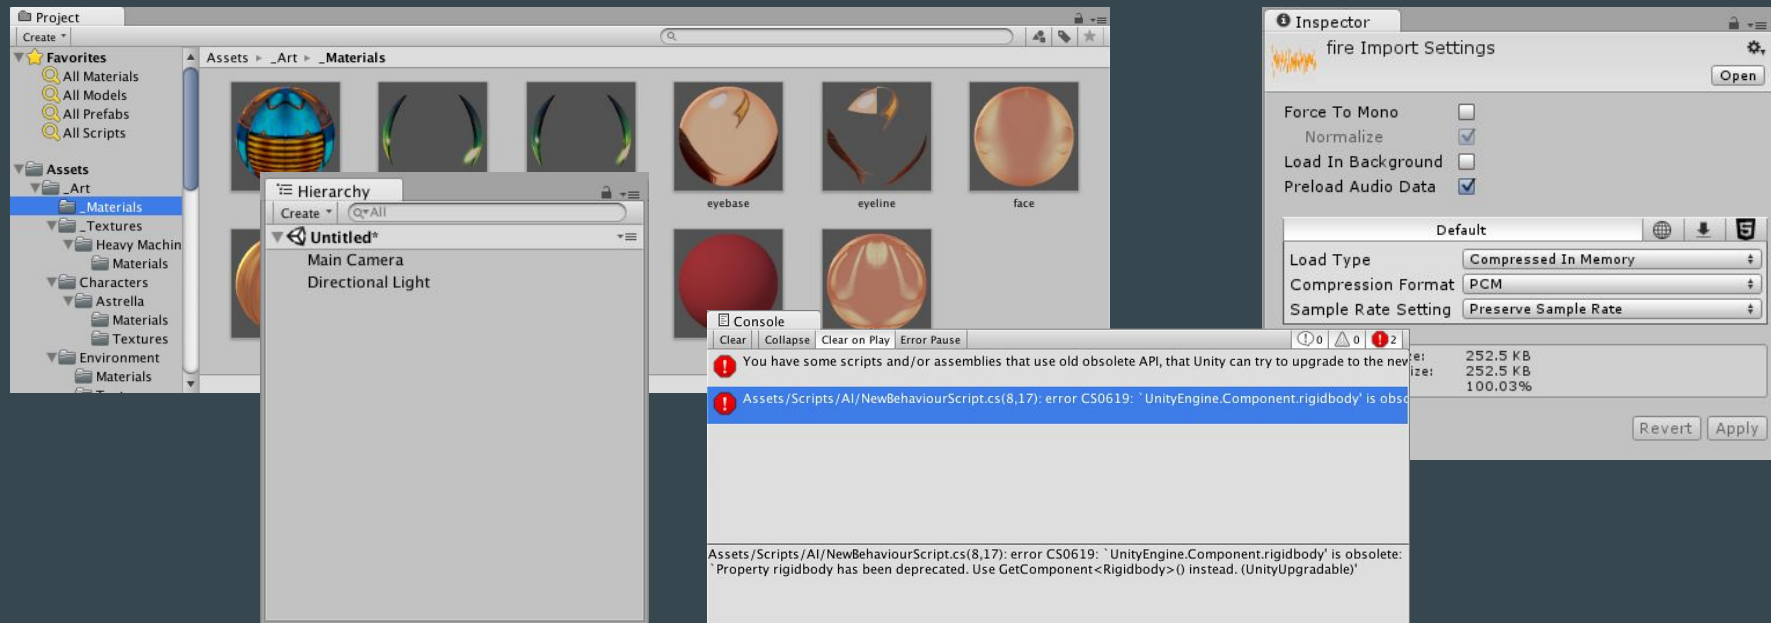 Project
Create
Favorites
All Materials
All Models
All Prefabs
All Scripts
Assets
_Art
_Materials
_Textures
Heavy Machin
Materials
Characters
Astrella
Materials
Textures
Environment
Materials
Assets _Art _Materials
eyebase eyeline face
Hierarchy
Create All
Untitled*
Main Camera
Directional Light
Console
Clear Collapse Clear on Play Error Pause 0 0 2
You have some scripts and/or assemblies that use old obsolete API, that Unity can try to upgrade to the new
Assets/Scripts/AI/NewBehaviourScript.cs(8,17): error CS0619: `UnityEngine.Component.rigidbody' is obso
Assets/Scripts/AI/NewBehaviourScript.cs(8,17): error CS0619: `UnityEngine.Component.rigidbody' is obsolete:
`Property rigidbody has been deprecated. Use GetComponent<Rigidbody>() instead. (UnityUpgradable)'
Inspector
fire Import Settings
Open
Force To Mono
Normalize
Load In Background
Preload Audio Data
Default
Load Type Compressed In Memory
Compression Format PCM
Sample Rate Setting Preserve Sample Rate
ze: 252.5 KB
ize: 252.5 KB
100.03%
Revert Apply